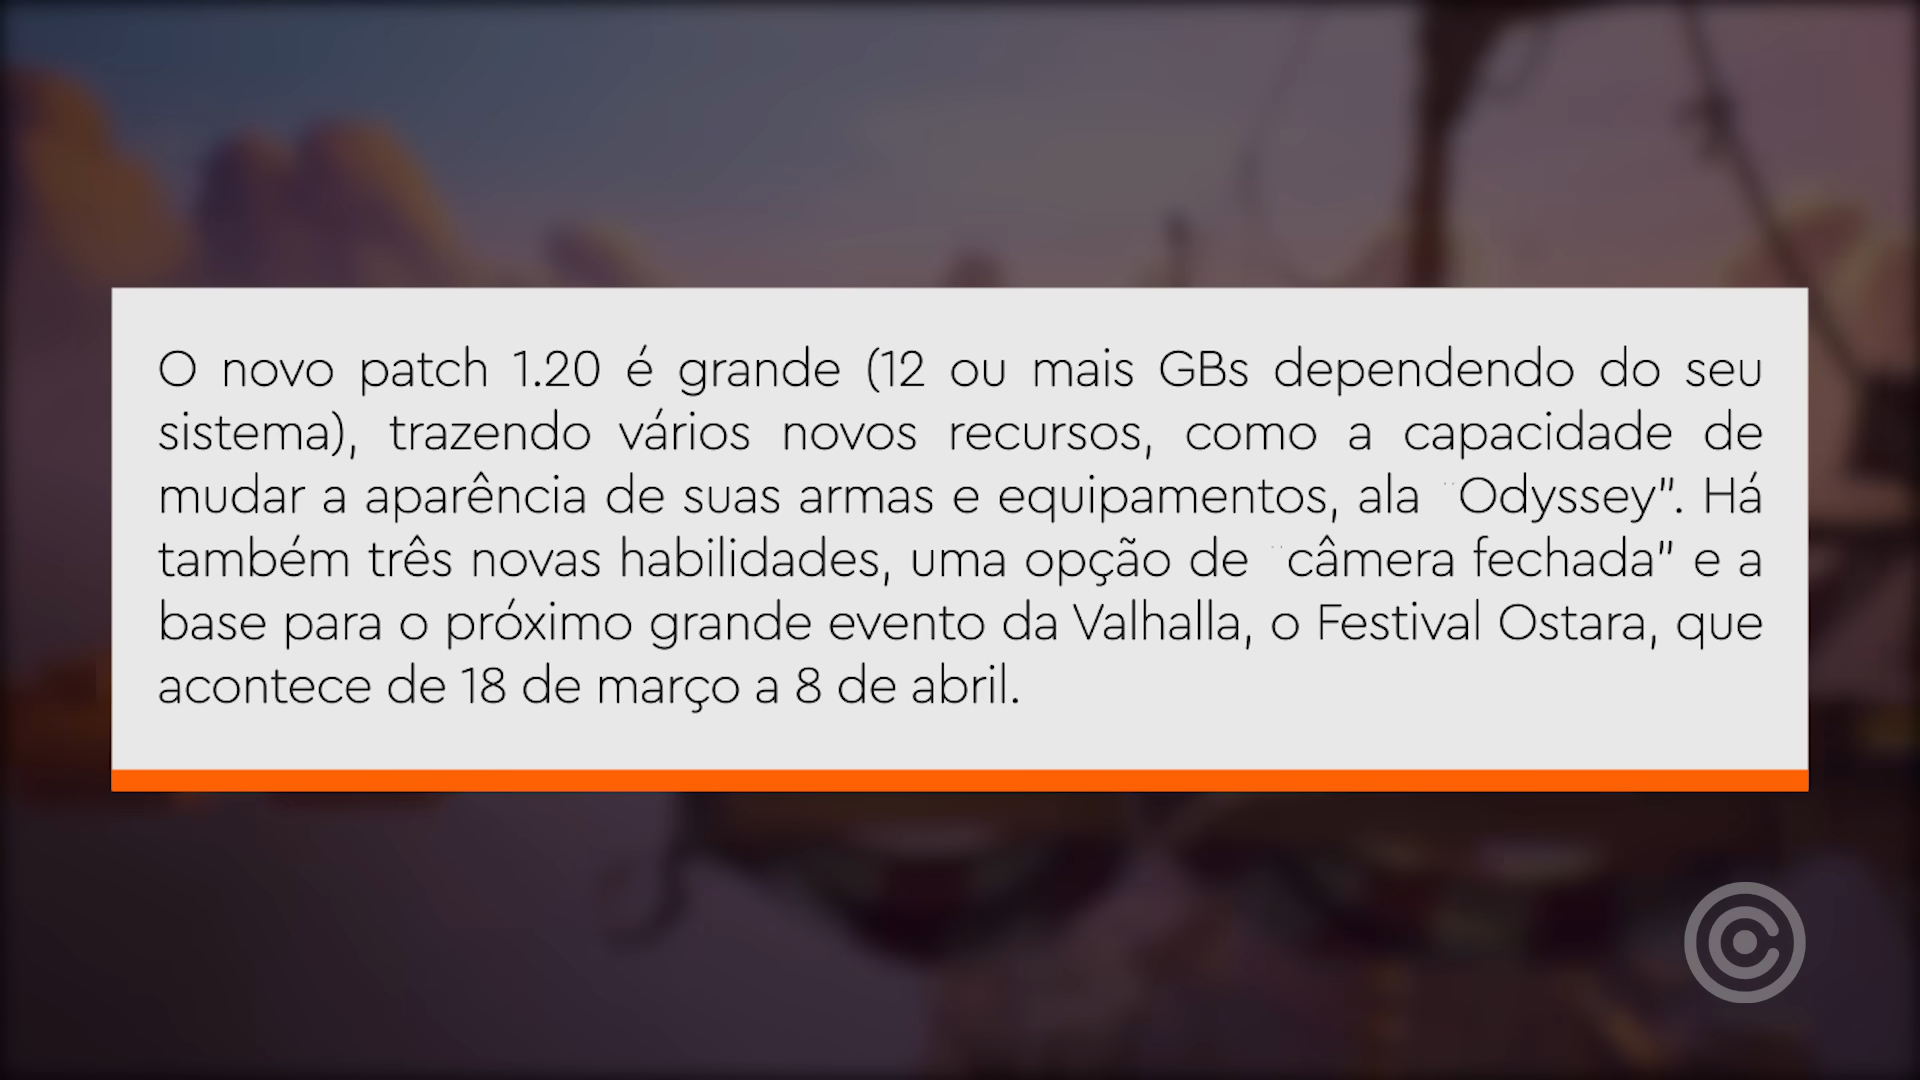 O novo patch 1.20 é grande (12 ou mais GBs dependendo do seu
sistema), trazendo vários novos recursos, como a capacidade de
mudar a aparência de suas armas e equipamentos, ala ¨Odyssey”. Há
também três novas habilidades, uma opção de ¨câmera fechada” e a
base para o próximo grande evento da Valhalla, o Festival Ostara, que
acontece de 18 de março a 8 de abril.